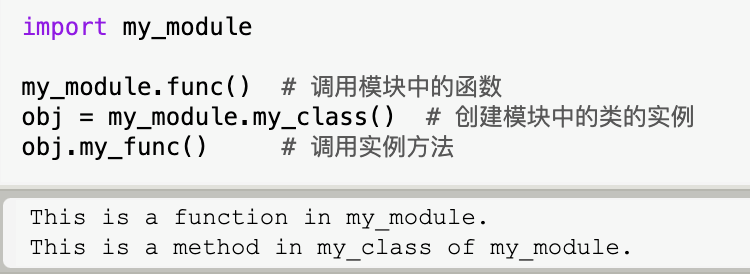 import my_module
my_module.func()  # 调用模块中的函数
obj = my_module.my_class()  # 创建模块中的类的实例
obj.my_func()     # 调用实例方法
This is a function in my_module.
This is a method in my_class of my_module.